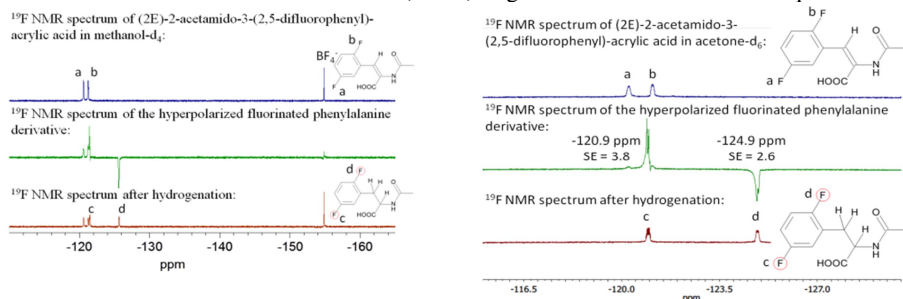 ¹⁹F NMR spectrum of (2E)-2-acetamido-3-(2,5-difluorophenyl)-
acrylic acid in methanol-d₄:
b F
BF₄⁻
H
O
N
H
HOOC
F
a
a b
¹⁹F NMR spectrum of the hyperpolarized fluorinated phenylalanine
derivative:
¹⁹F NMR spectrum after hydrogenation:
d F
H H
O
H
N
H
HOOC
F c
c d
-120 -130 -140 -150 -160
ppm
¹⁹F NMR spectrum of (2E)-2-acetamido-3-
(2,5-difluorophenyl)-acrylic acid in acetone-d₆:
b F
H
O
N
H
HOOC
a F
a b
¹⁹F NMR spectrum of the hyperpolarized fluorinated phenylalanine
derivative:
-120.9 ppm
SE = 3.8
-124.9 ppm
SE = 2.6
¹⁹F NMR spectrum after hydrogenation:
d F
H H
O
H
N
H
HOOC
c F
c d
-116.5 -120.0 -123.5 -127.0
ppm